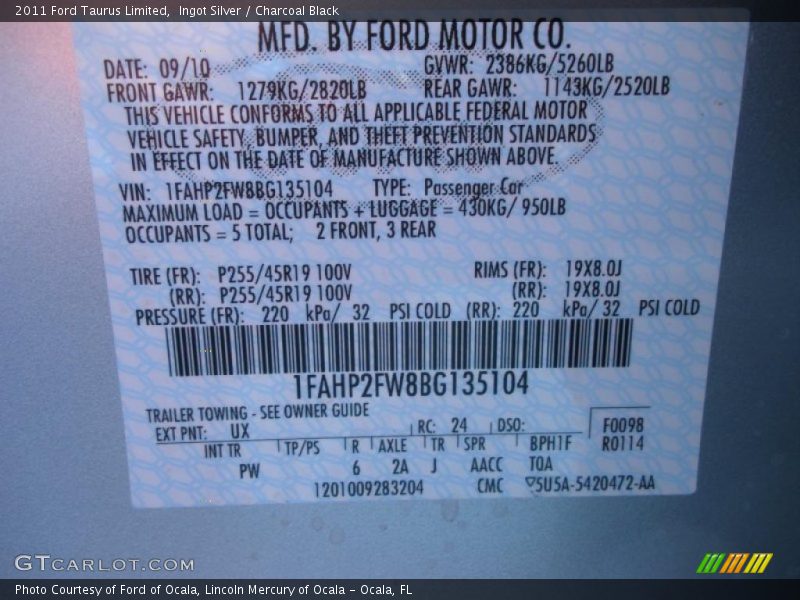 2011 Ford Taurus Limited, Ingot Silver / Charcoal Black
MFD. BY FORD MOTOR CO.
DATE: 09/10 GVWR: 2386KG/5260LB
FRONT GAWR: 1279KG/2820LB REAR GAWR: 1143KG/2520LB
THIS VEHICLE CONFORMS TO ALL APPLICABLE FEDERAL MOTOR
VEHICLE SAFETY, BUMPER, AND THEFT PREVENTION STANDARDS
IN EFFECT ON THE DATE OF MANUFACTURE SHOWN ABOVE.
VIN: 1FAHP2FW8BG135104 TYPE: Passenger Car
MAXIMUM LOAD = OCCUPANTS + LUGGAGE = 430KG/ 950LB
OCCUPANTS = 5 TOTAL; 2 FRONT, 3 REAR
TIRE (FR): P255/45R19 100V RIMS (FR): 19X8.0J
(RR): P255/45R19 100V (RR): 19X8.0J
PRESSURE (FR): 220 kPa/ 32 PSI COLD (RR): 220 kPa/ 32 PSI COLD
1FAHP2FW8BG135104
TRAILER TOWING - SEE OWNER GUIDE
EXT PNT: UX RC: 24 DSO: F0098
INT TR TP/PS R AXLE TR SPR BPH1F R0114
PW 6 2A J AACC TOA
1201009283204 CMC ▽5U5A-5420472-AA
GTCARLOT.COM
Photo Courtesy of Ford of Ocala, Lincoln Mercury of Ocala – Ocala, FL